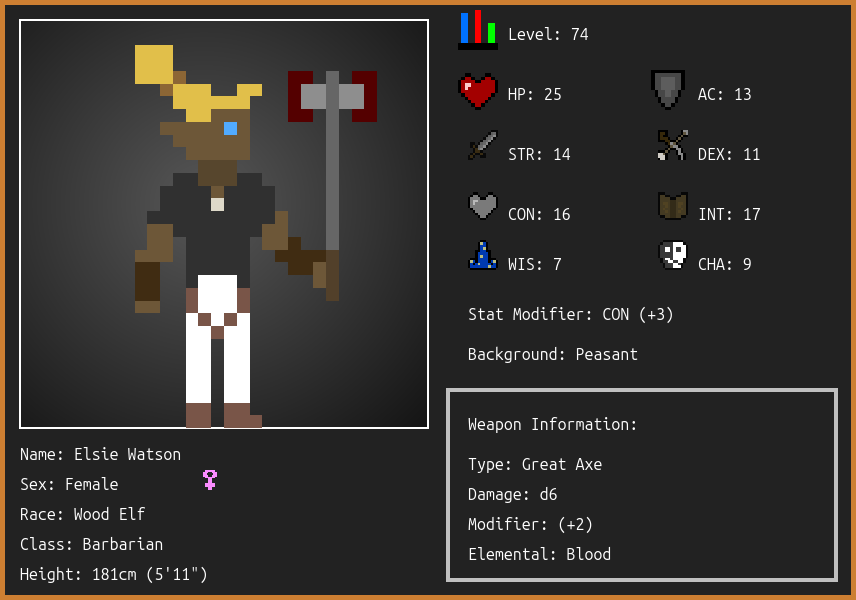 Level: 74
HP: 25
AC: 13
STR: 14
DEX: 11
CON: 16
INT: 17
WIS: 7
CHA: 9
Stat Modifier: CON (+3)
Background: Peasant
Weapon Information:
Type: Great Axe
Damage: d6
Modifier: (+2)
Elemental: Blood
Name: Elsie Watson
Sex: Female
Race: Wood Elf
Class: Barbarian
Height: 181cm (5'11")